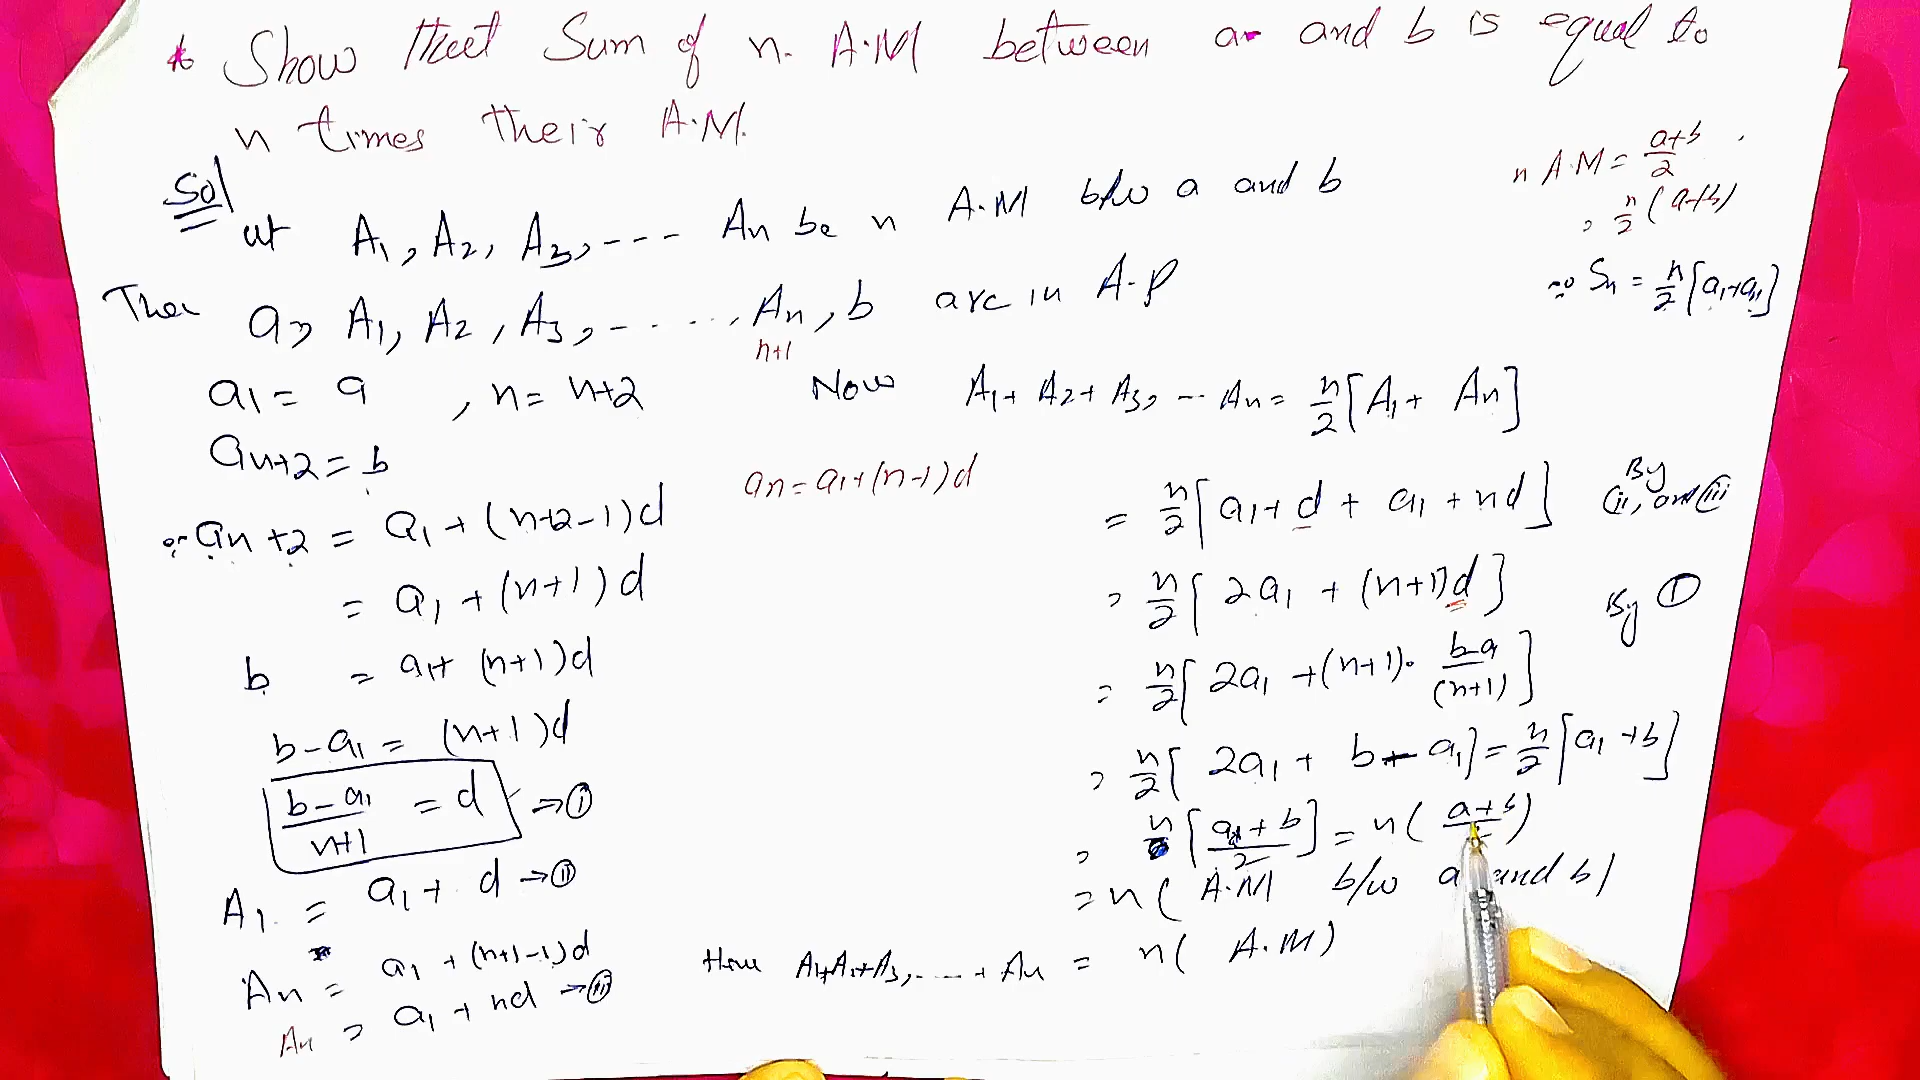 * Show that Sum of n. A.M between a and b is equal to
n times their A.M.
Sol
A1, A2, A3, --- An be n A.M b/w a and b
Then a, A1, A2, A3, - ....., An, b are in A.P
n+1
a1 = a , n = n+2
an+2 = b
an = a1 + (n-1)d
an+2 = a1 + (n+2-1)d
= a1 + (n+1)d
b = a1 + (n+1)d
b - a1 = (n+1)d
b - a1 / n+1 = d → (i)
A1 = a1 + d → (ii)
An = a1 + (n+1-1)d
An = a1 + nd → (iii)
n A.M = a+b / 2
= n/2 (a+b)
∵ Sn = n/2 [a1+an]
Now A1 + A2 + A3, --- An = n/2 [A1 + An]
= n/2 [a1 + d + a1 + nd] By (ii, and (iii
= n/2 [2a1 + (n+1)d] By (i)
= n/2 [2a1 + (n+1). b-a / (n+1)]
= n/2 [2a1 + b - a1] = n/2 [a1 + b]
= n [a + b / 2] = n (a+b / )
= n ( A.M b/w a and b)
A1+A2+A3, ..... + An = n( A.M)